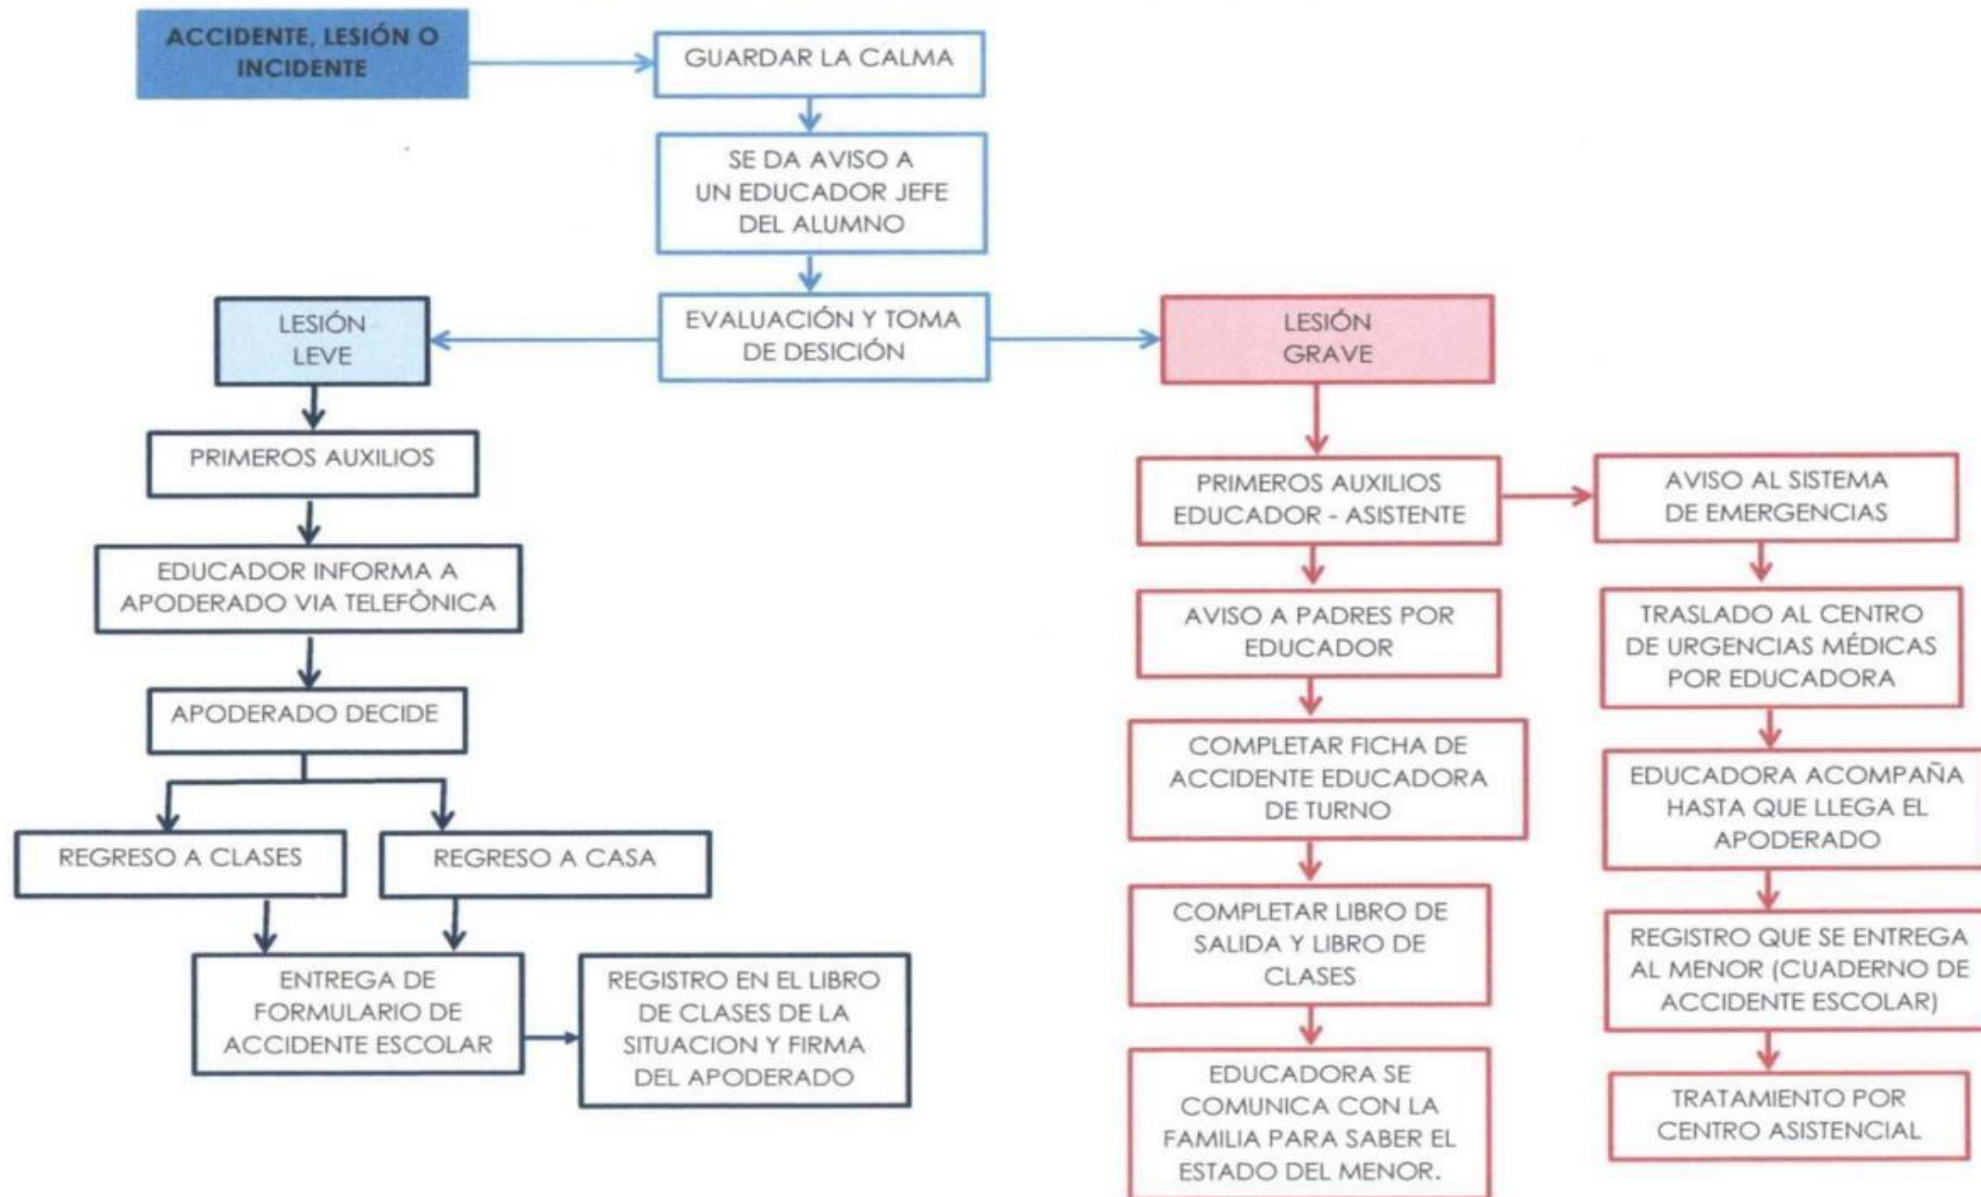 ACCIDENTE, LESIÓN O
INCIDENTE
GUARDAR LA CALMA
SE DA AVISO A
UN EDUCADOR JEFE
DEL ALUMNO
EVALUACIÓN Y TOMA
DE DESICIÓN
LESIÓN
LEVE
PRIMEROS AUXILIOS
EDUCADOR INFORMA A
APODERADO VIA TELEFÒNICA
APODERADO DECIDE
REGRESO A CLASES
REGRESO A CASA
ENTREGA DE
FORMULARIO DE
ACCIDENTE ESCOLAR
REGISTRO EN EL LIBRO
DE CLASES DE LA
SITUACION Y FIRMA
DEL APODERADO
LESIÓN
GRAVE
PRIMEROS AUXILIOS
EDUCADOR - ASISTENTE
AVISO A PADRES POR
EDUCADOR
COMPLETAR FICHA DE
ACCIDENTE EDUCADORA
DE TURNO
COMPLETAR LIBRO DE
SALIDA Y LIBRO DE
CLASES
EDUCADORA SE
COMUNICA CON LA
FAMILIA PARA SABER EL
ESTADO DEL MENOR.
AVISO AL SISTEMA
DE EMERGENCIAS
TRASLADO AL CENTRO
DE URGENCIAS MÉDICAS
POR EDUCADORA
EDUCADORA ACOMPAÑA
HASTA QUE LLEGA EL
APODERADO
REGISTRO QUE SE ENTREGA
AL MENOR (CUADERNO DE
ACCIDENTE ESCOLAR)
TRATAMIENTO POR
CENTRO ASISTENCIAL